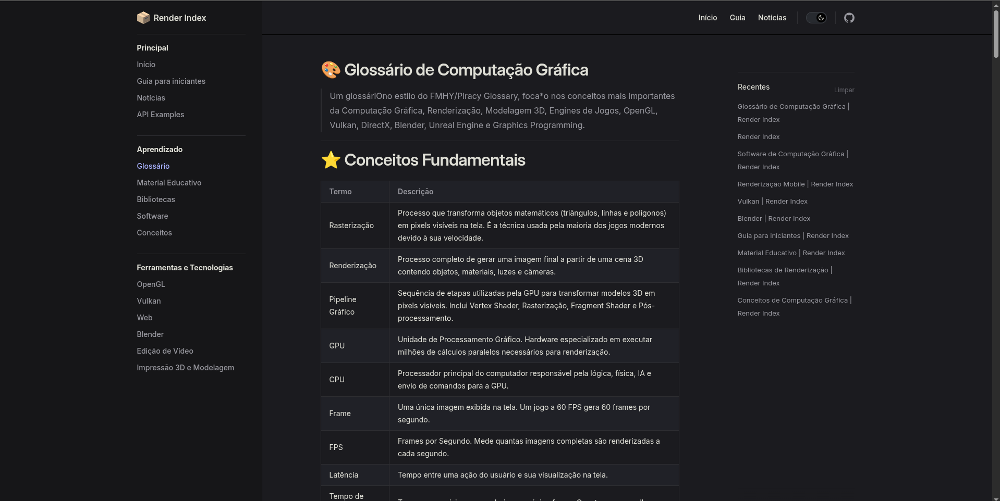 Render Index
Início
Guia
Notícias
Principal
Início
Guia para iniciantes
Notícias
API Examples
Aprendizado
Glossário
Material Educativo
Bibliotecas
Software
Conceitos
Ferramentas e Tecnologias
OpenGL
Vulkan
Web
Blender
Edição de Vídeo
Impressão 3D e Modelagem
Glossário de Computação Gráfica
Um glossáriOno estilo do FMHY/Piracy Glossary, foca*o nos conceitos mais importantes
da Computação Gráfica, Renderização, Modelagem 3D, Engines de Jogos, OpenGL,
Vulkan, DirectX, Blender, Unreal Engine e Graphics Programming.
Conceitos Fundamentais
Termo
Descrição
Rasterização
Processo que transforma objetos matemáticos (triângulos, linhas e polígonos)
em pixels visíveis na tela. É a técnica usada pela maioria dos jogos modernos
devido à sua velocidade.
Renderização
Processo completo de gerar uma imagem final a partir de uma cena 3D
contendo objetos, materiais, luzes e câmeras.
Pipeline
Gráfico
Sequência de etapas utilizadas pela GPU para transformar modelos 3D em
pixels visíveis. Inclui Vertex Shader, Rasterização, Fragment Shader e Pós-
processamento.
GPU
Unidade de Processamento Gráfico. Hardware especializado em executar
milhões de cálculos paralelos necessários para renderização.
CPU
Processador principal do computador responsável pela lógica, física, IA e
envio de comandos para a GPU.
Frame
Uma única imagem exibida na tela. Um jogo a 60 FPS gera 60 frames por
segundo.
FPS
Frames por Segundo. Mede quantas imagens completas são renderizadas a
cada segundo.
Latência
Tempo entre uma ação do usuário e sua visualização na tela.
Tempo de
Recentes
Limpar
Glossário de Computação Gráfica |
Render Index
Render Index
Software de Computação Gráfica |
Render Index
Renderização Mobile | Render Index
Vulkan | Render Index
Blender | Render Index
Guia para iniciantes | Render Index
Material Educativo | Render Index
Bibliotecas de Renderização |
Render Index
Conceitos de Computação Gráfica |
Render Index